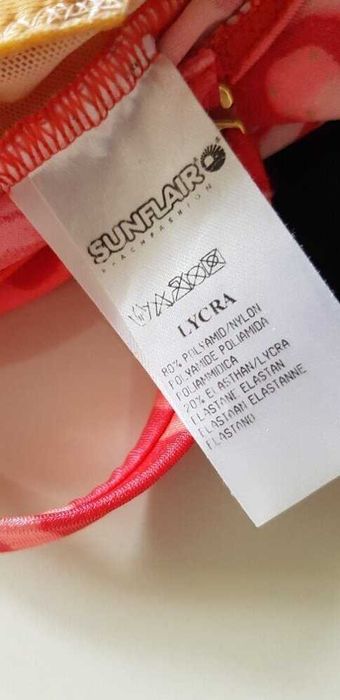 SUNFLAIR
BEACHFASHION
LYCRA
80% POLYAMID/NYLON
POLYAMIDE POLIAMIDA
POLIAMMIDICA
20% ELASTHAN/LYCRA
ELASTANE ELASTAN
ELASTAAN ELASTANNE
ELASTANO